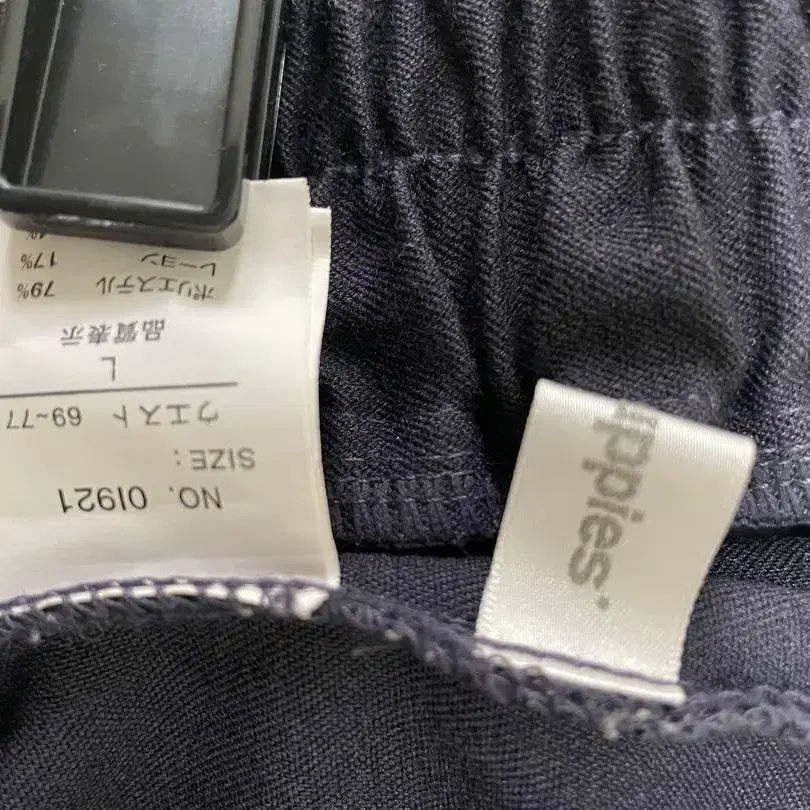 NO. 01921
SIZE:
ウエスト 69~77
L
品質表示
ポリエステル 79%
レーヨン 17%
ppies